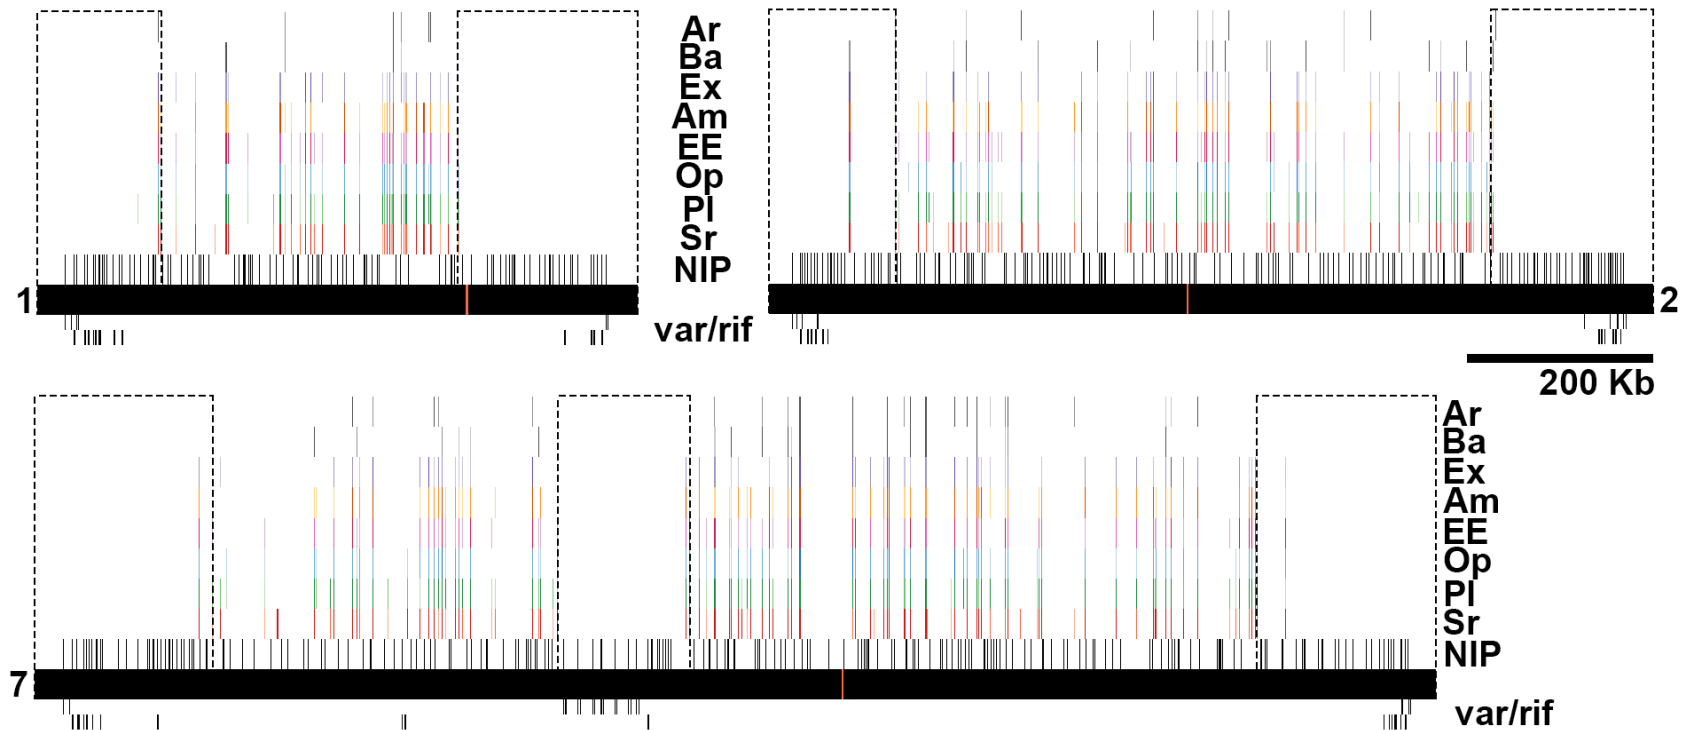 Ar
Ba
Ex
Am
EE
Op
Pl
Sr
NIP
1
2
var/rif
200 Kb
Ar
Ba
Ex
Am
EE
Op
Pl
Sr
NIP
7
var/rif